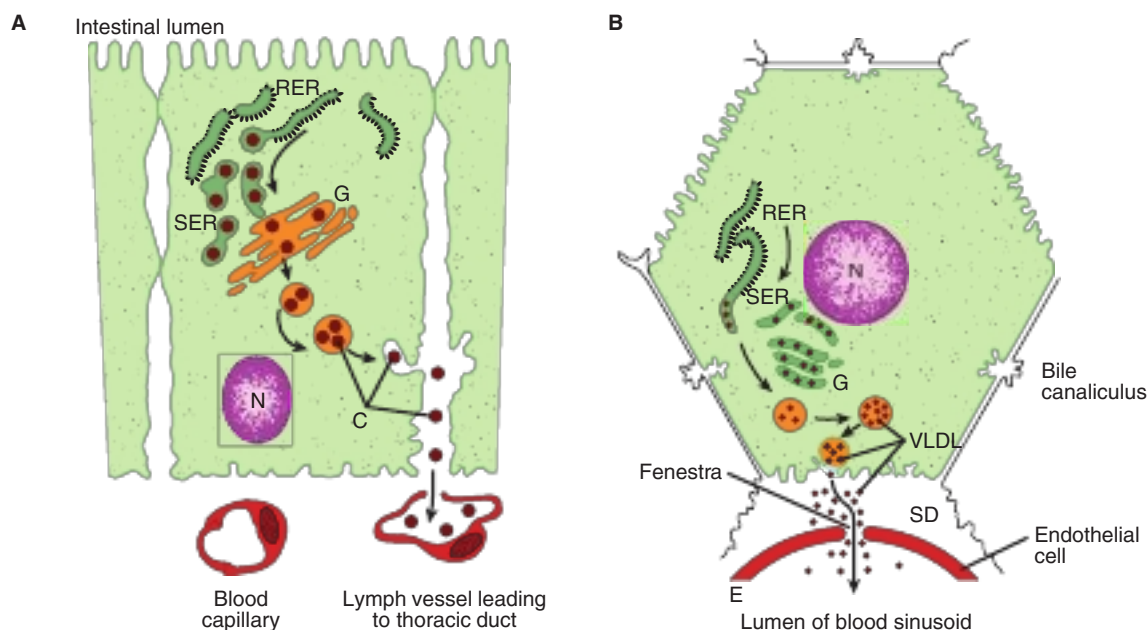 A
Intestinal lumen
RER
G
SER
N
C
Blood
capillary
Lymph vessel leading
to thoracic duct
B
RER
N
SER
G
Bile
canaliculus
VLDL
Fenestra
SD
Endothelial
cell
E
Lumen of blood sinusoid